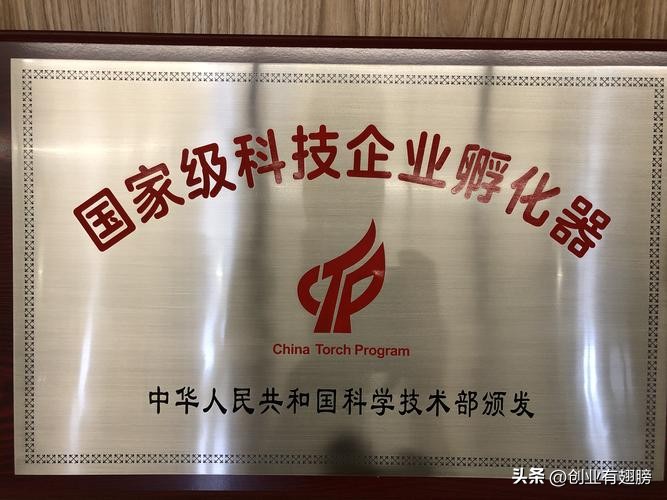 国家级科技企业孵化器
CTP
China Torch Program
中华人民共和国科学技术部颁发
头条 @创业有翅膀